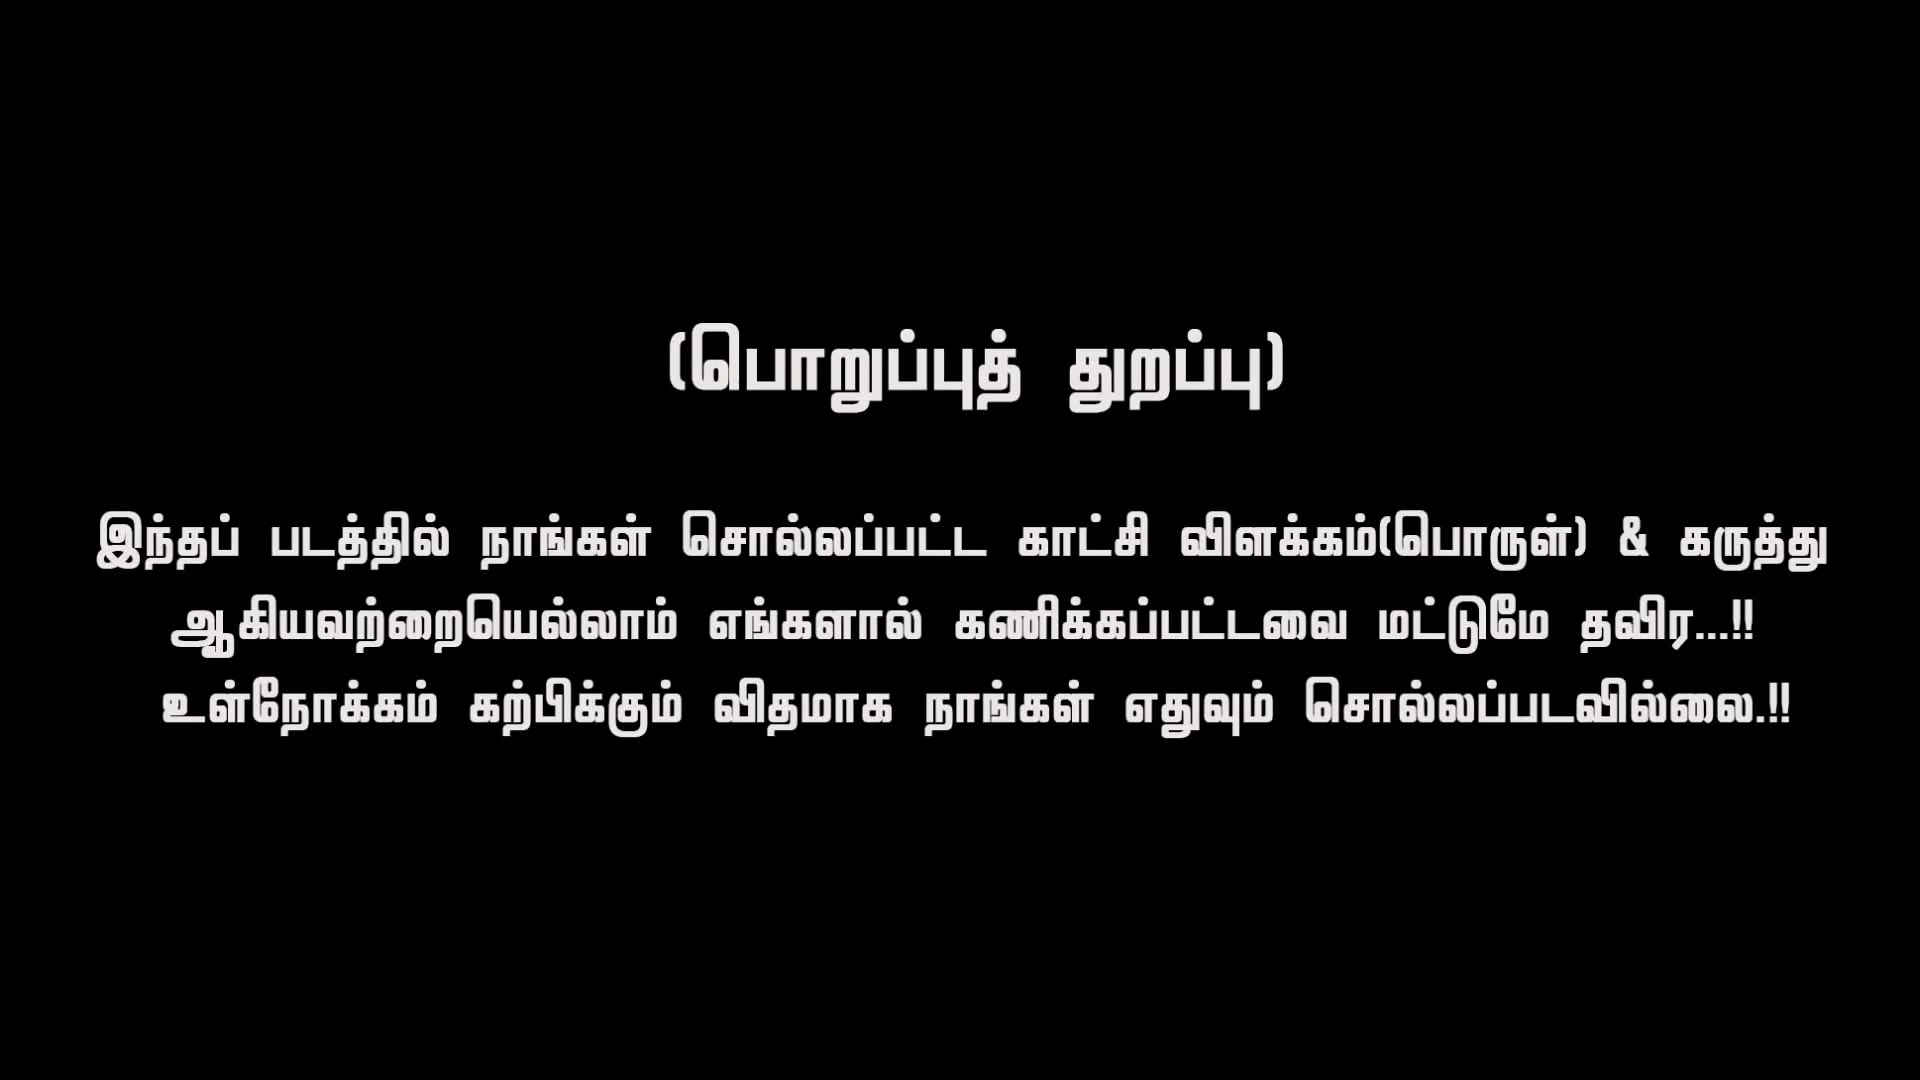 (பொறுப்புத் துறப்பு)
இந்தப் படத்தில் நாங்கள் சொல்லப்பட்ட காட்சி விளக்கம்(பொருள்) & கருத்து
ஆகியவற்றையெல்லாம் எங்களால் கணிக்கப்பட்டவை மட்டுமே தவிர...!!
உள்நோக்கம் கற்பிக்கும் விதமாக நாங்கள் எதுவும் சொல்லப்படவில்லை.!!